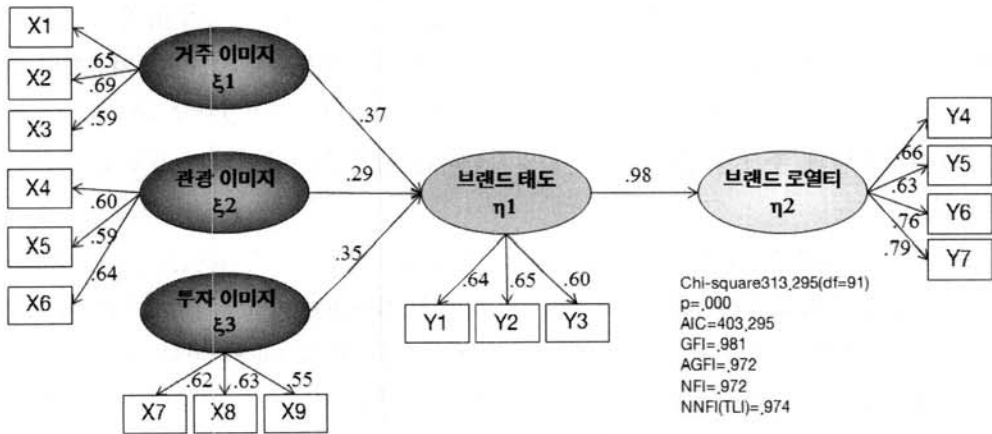 X1
X2
X3
.65
.69
.59
거주 이미지
ξ1
.37
X4
X5
X6
.60
.59
.64
관광 이미지
ξ2
.29
투자 이미지
ξ3
.35
.62
.63
.55
X7
X8
X9
브랜드 태도
η1
.98
.64
.65
.60
Y1
Y2
Y3
브랜드 로열티
η2
.66
.63
.76
.79
Y4
Y5
Y6
Y7
Chi-square313,295(df=91)
p=,000
AIC=403,295
GFI=,981
AGFI=,972
NFI=,972
NNFI(TLI)=,974